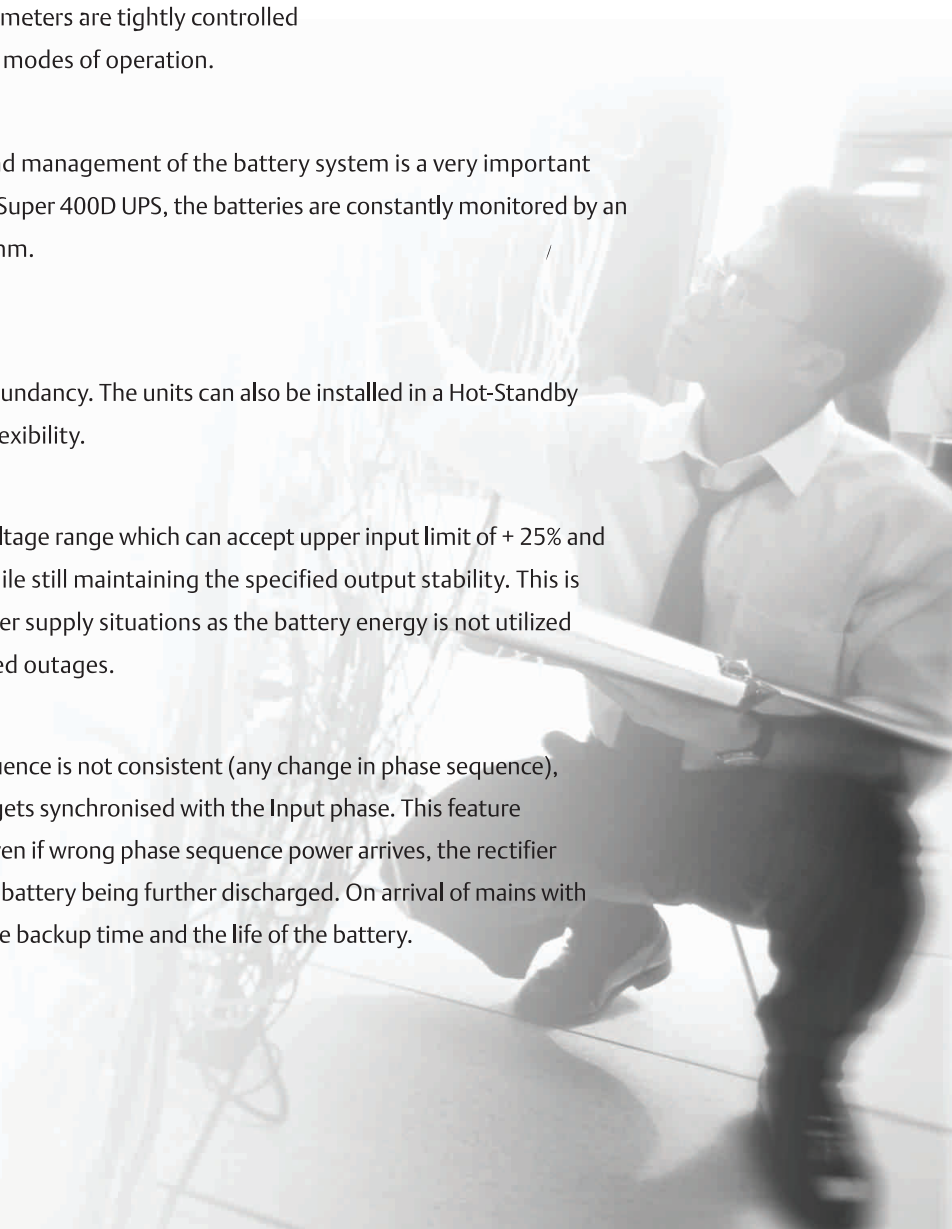 meters are tightly controlled
modes of operation.
d management of the battery system is a very important
Super 400D UPS, the batteries are constantly monitored by an
hm.
undancy. The units can also be installed in a Hot-Standby
exibility.
ltage range which can accept upper input limit of + 25% and
ile still maintaining the specified output stability. This is
er supply situations as the battery energy is not utilized
ed outages.
uence is not consistent (any change in phase sequence),
gets synchronised with the Input phase. This feature
ven if wrong phase sequence power arrives, the rectifier
battery being further discharged. On arrival of mains with
e backup time and the life of the battery.